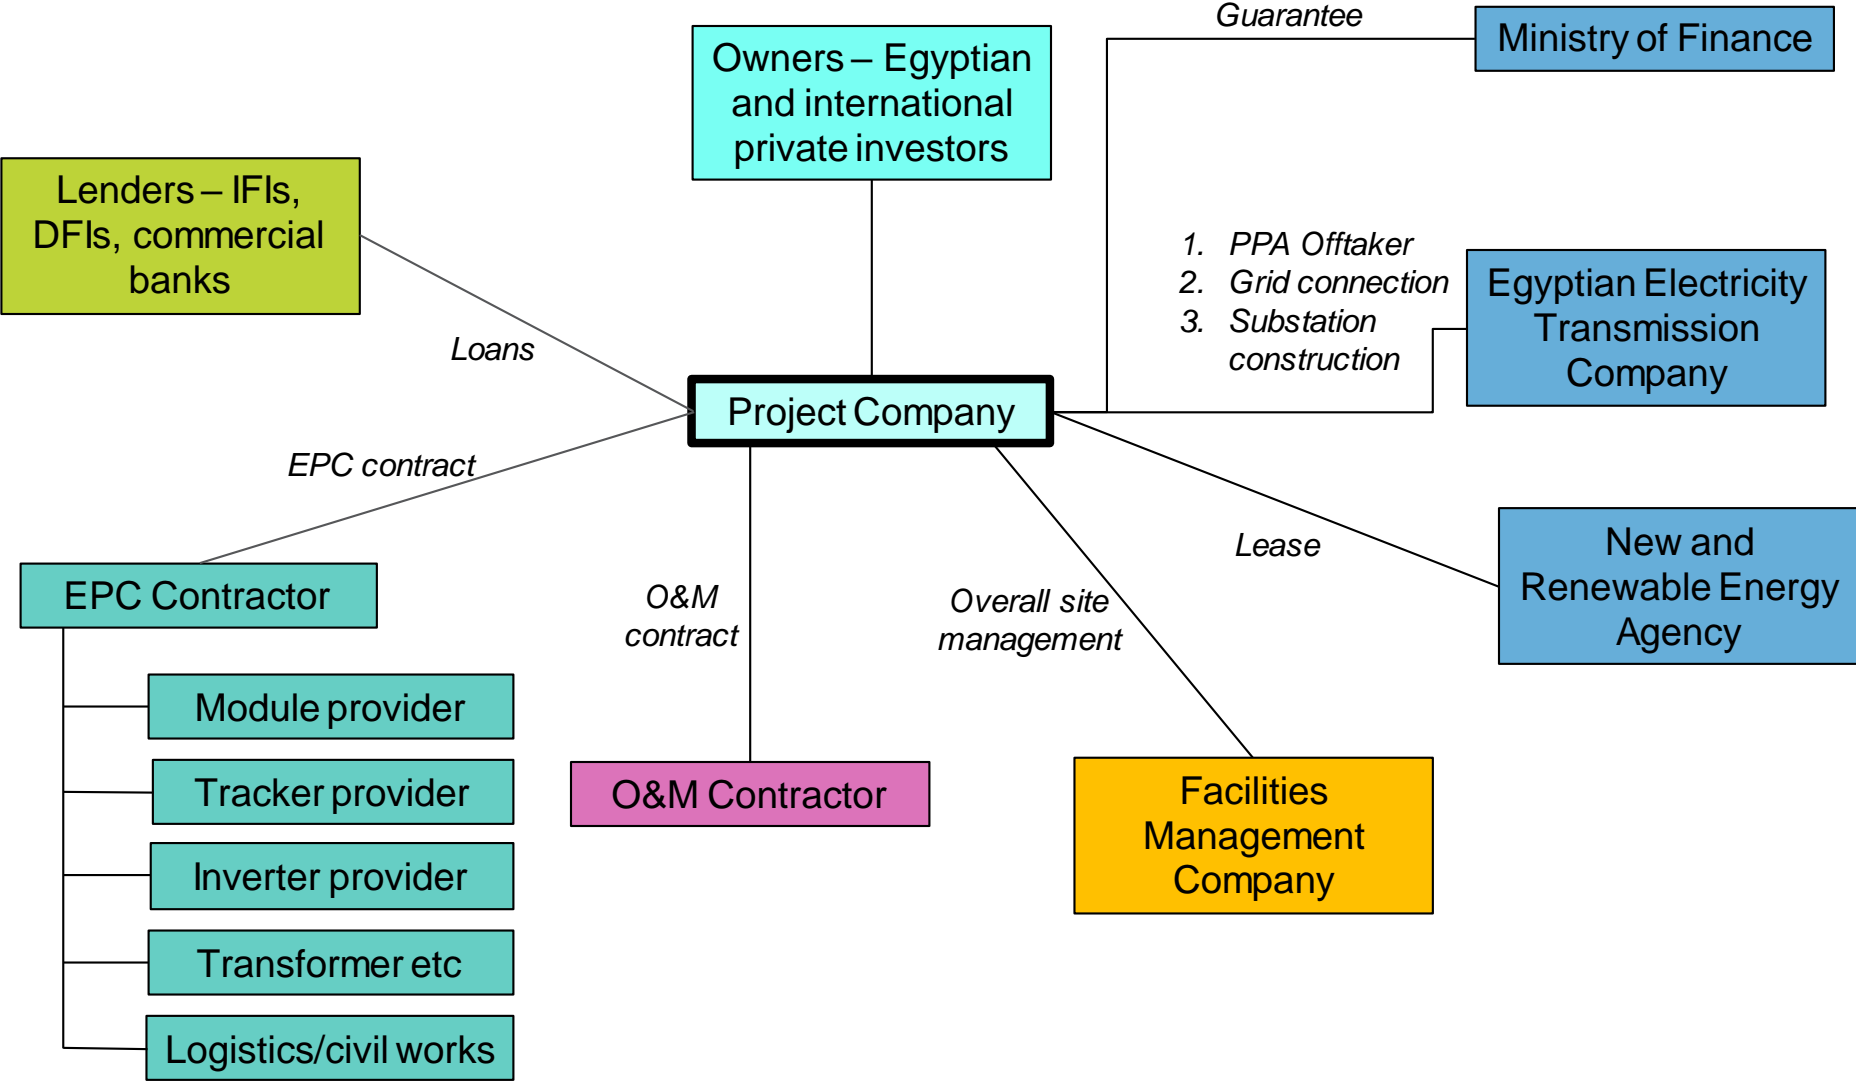 Guarantee
Ministry of Finance
Owners – Egyptian
and international
private investors
Lenders – IFIs,
DFIs, commercial
banks
Loans
1. PPA Offtaker
2. Grid connection
3. Substation
construction
Egyptian Electricity
Transmission
Company
Project Company
EPC contract
EPC Contractor
Module provider
Tracker provider
Inverter provider
Transformer etc
Logistics/civil works
O&M
contract
O&M Contractor
Overall site
management
Facilities
Management
Company
Lease
New and
Renewable Energy
Agency